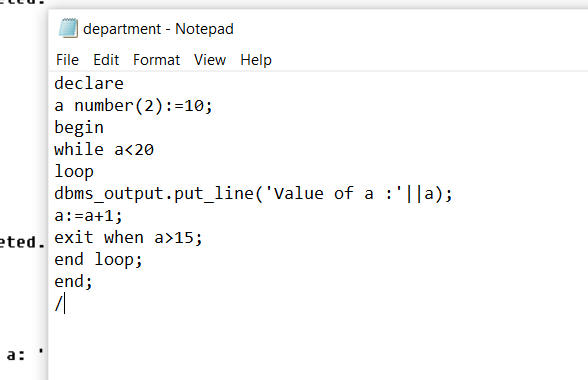 department - Notepad
File Edit Format View Help
declare
a number(2):=10;
begin
while a<20
loop
dbms_output.put_line('Value of a :'||a);
a:=a+1;
eted.
exit when a>15;
end loop;
end;
/
a: '